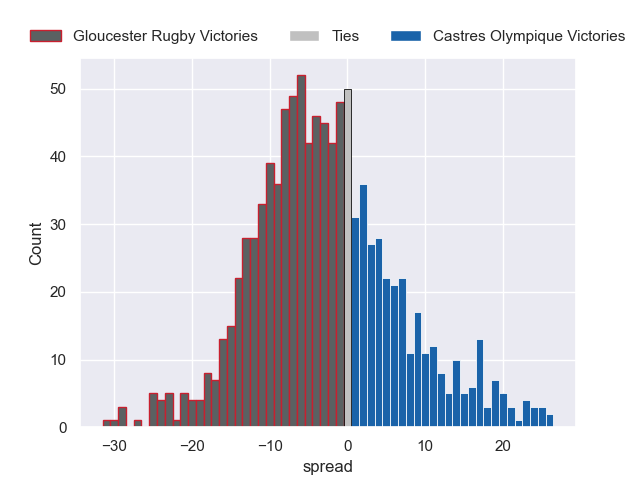 Gloucester Rugby Victories Ties Castres Olympique Victories
50
40
30
20
10
0
Count
−30 −20 −10 0 10 20
spread